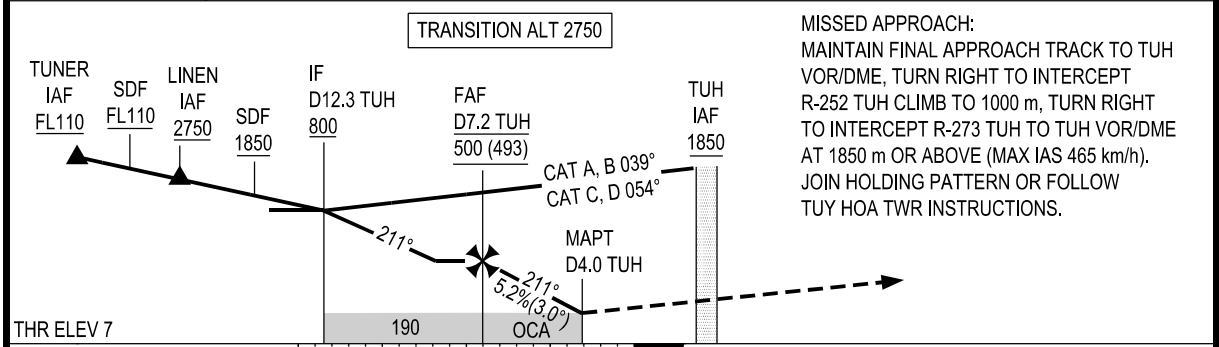 TRANSITION ALT 2750
TUNER
IAF
FL110
SDF
FL110
LINEN
IAF
2750
SDF
1850
IF
D12.3 TUH
800
FAF
D7.2 TUH
500 (493)
TUH
IAF
1850
CAT A, B 039°
CAT C, D 054°
211°
MAPT
D4.0 TUH
211°
5.2%(3.0°)
THR ELEV 7
190
OCA
MISSED APPROACH:
MAINTAIN FINAL APPROACH TRACK TO TUH
VOR/DME, TURN RIGHT TO INTERCEPT
R-252 TUH CLIMB TO 1000 m, TURN RIGHT
TO INTERCEPT R-273 TUH TO TUH VOR/DME
AT 1850 m OR ABOVE (MAX IAS 465 km/h).
JOIN HOLDING PATTERN OR FOLLOW
TUY HOA TWR INSTRUCTIONS.